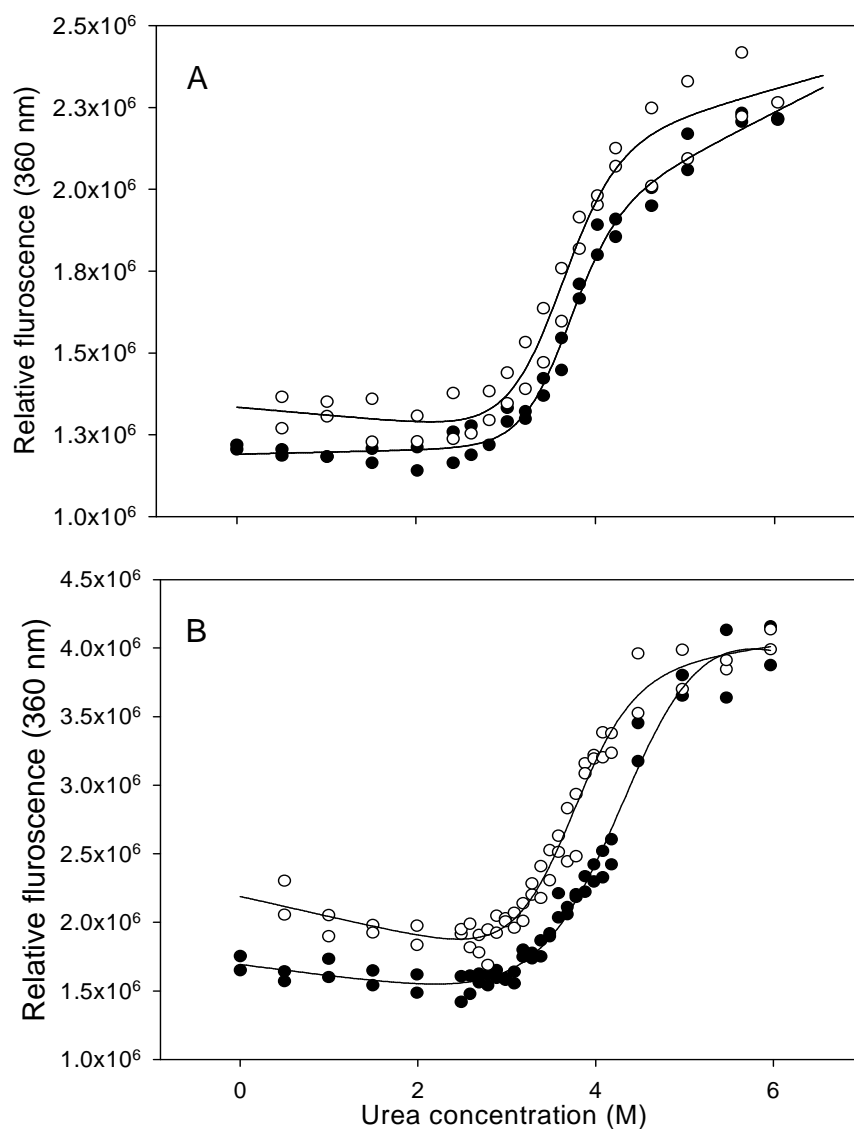 2.5x10⁶
A
2.3x10⁶
2.0x10⁶
1.8x10⁶
1.5x10⁶
1.3x10⁶
1.0x10⁶
Relative fluroscence (360 nm)
4.5x10⁶
B
4.0x10⁶
3.5x10⁶
3.0x10⁶
2.5x10⁶
2.0x10⁶
1.5x10⁶
1.0x10⁶
Relative fluroscence (360 nm)
0 2 4 6
Urea concentration (M)